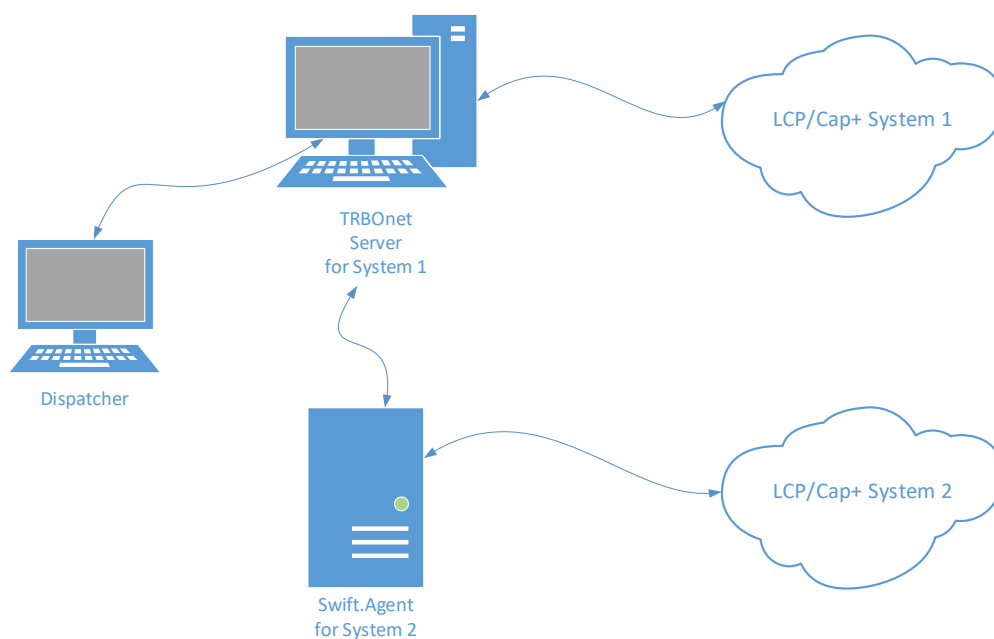 LCP/Cap+ System 1
TRBOnet
Server
for System 1
Dispatcher
LCP/Cap+ System 2
Swift.Agent
for System 2